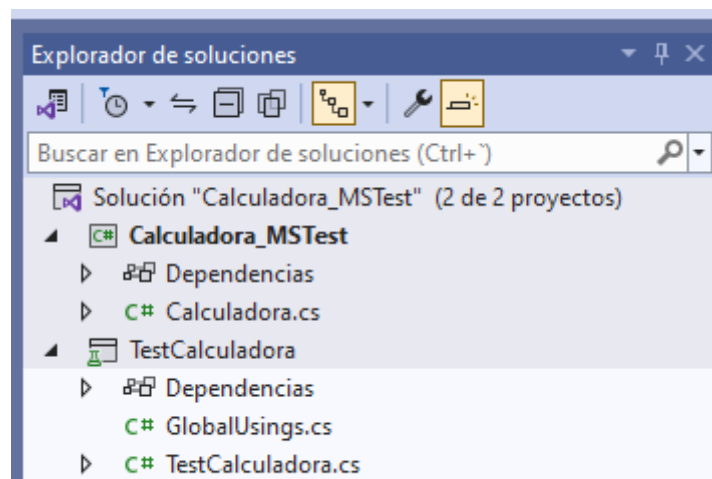 Explorador de soluciones
Buscar en Explorador de soluciones (Ctrl+`)
Solución "Calculadora_MSTest" (2 de 2 proyectos)
C# Calculadora_MSTest
Dependencias
C# Calculadora.cs
TestCalculadora
Dependencias
C# GlobalUsings.cs
C# TestCalculadora.cs